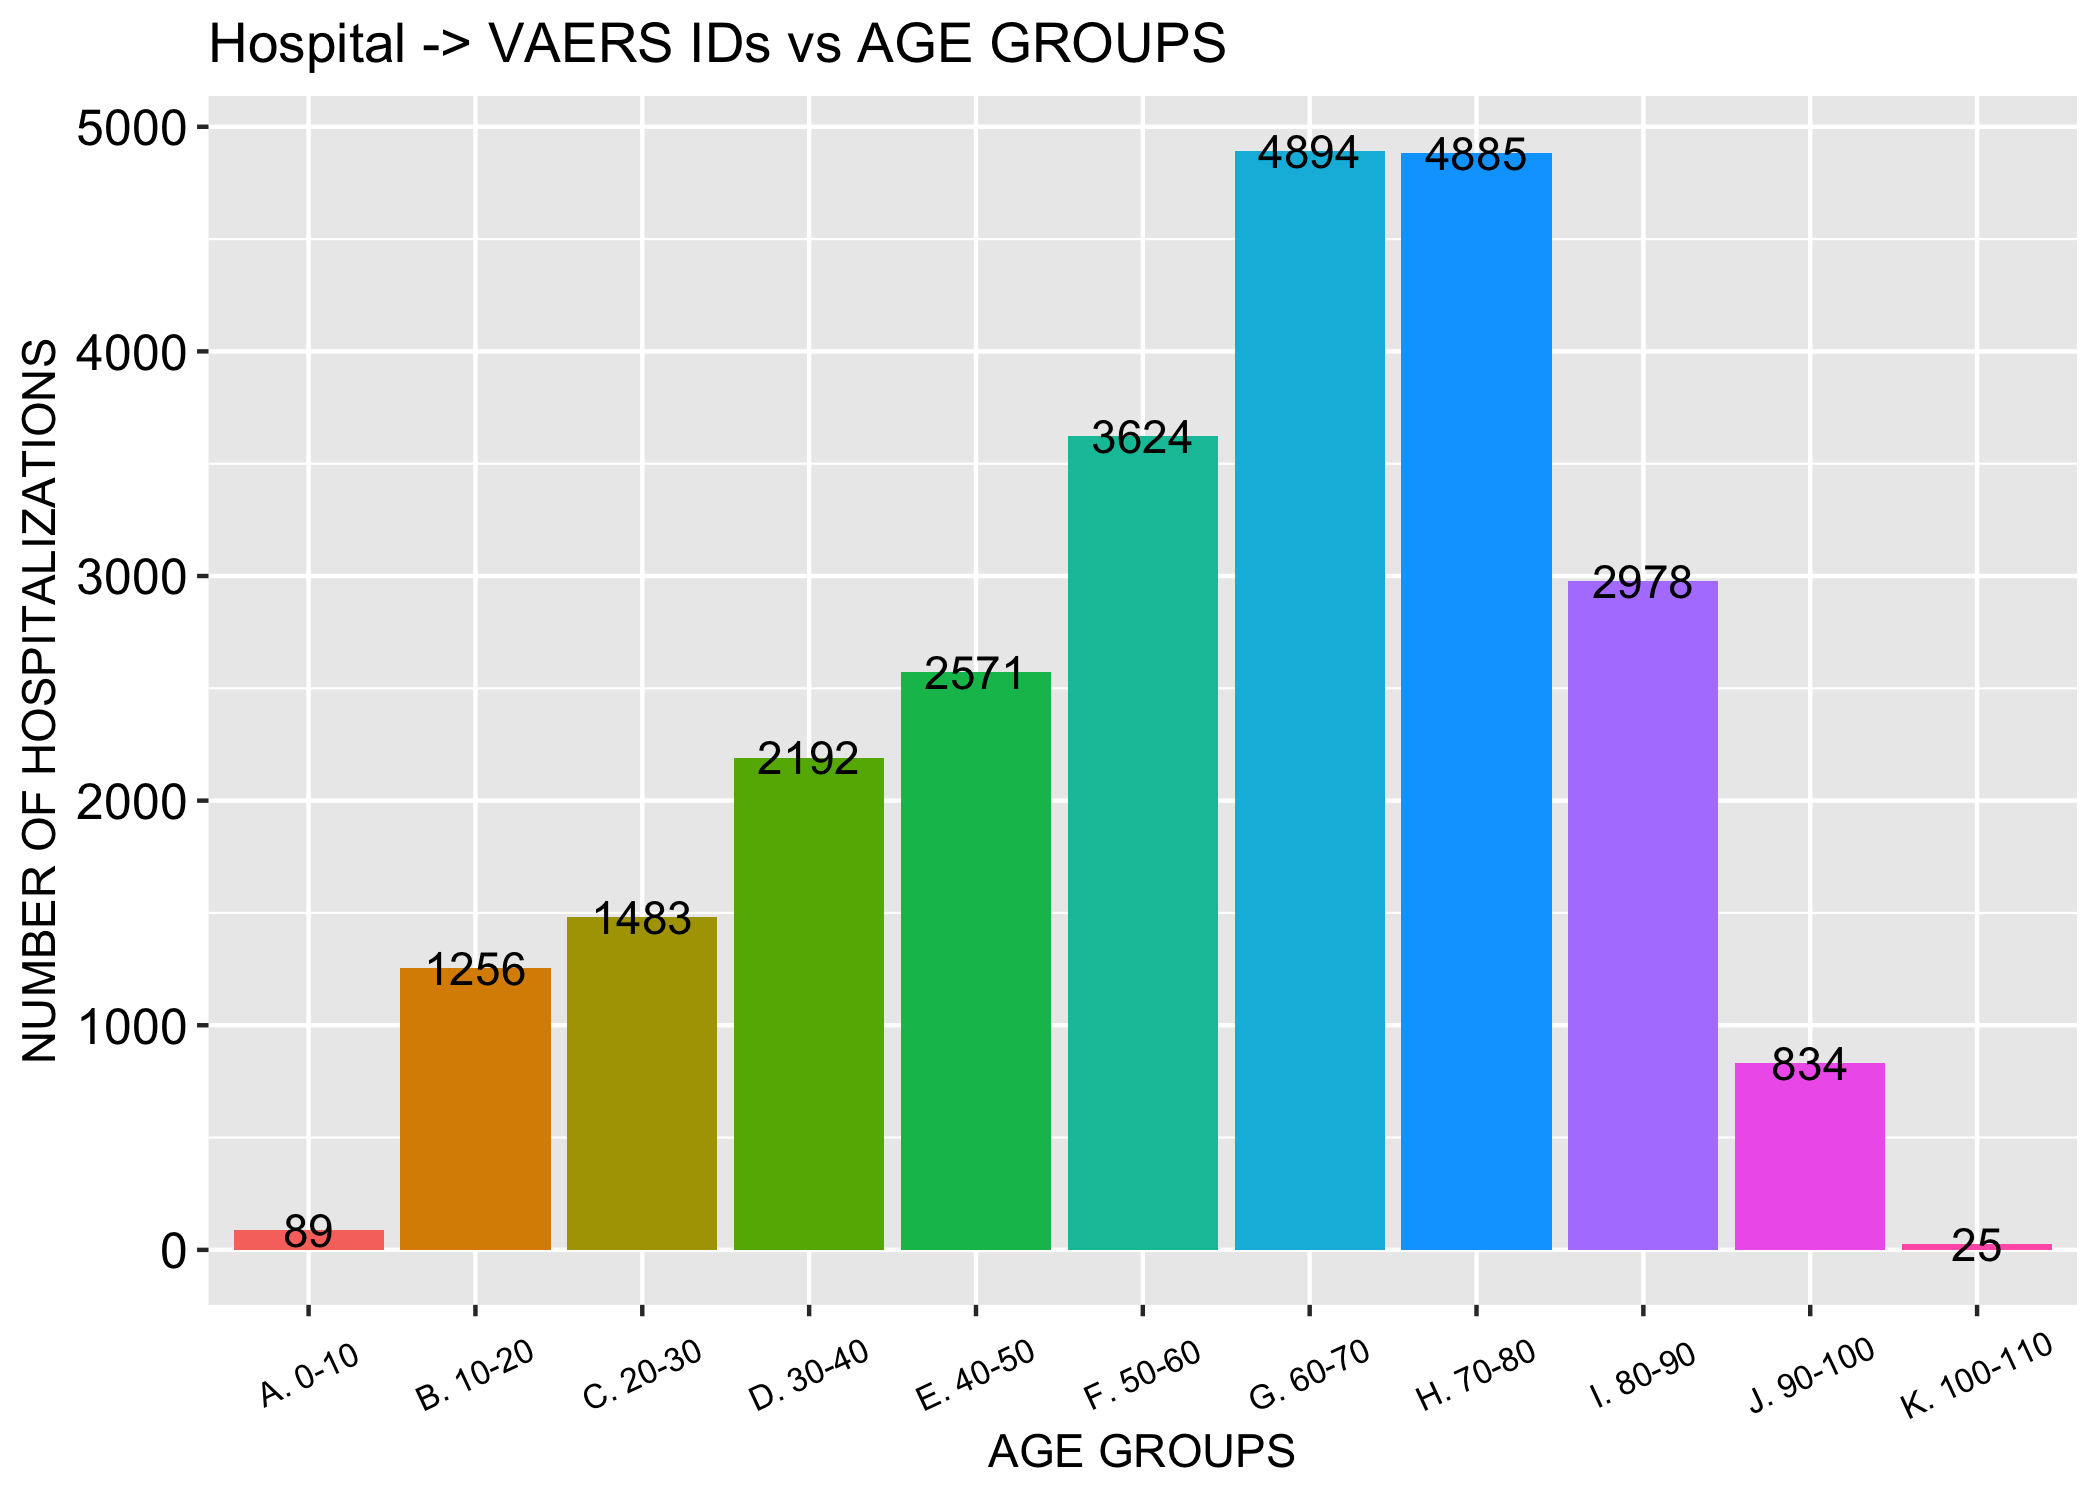 Hospital -> VAERS IDs vs AGE GROUPS
NUMBER OF HOSPITALIZATIONS
5000
4000
3000
2000
1000
0
89
1256
1483
2192
2571
3624
4894
4885
2978
834
25
A. 0-10
B. 10-20
C. 20-30
D. 30-40
E. 40-50
F. 50-60
G. 60-70
H. 70-80
I. 80-90
J. 90-100
K. 100-110
AGE GROUPS